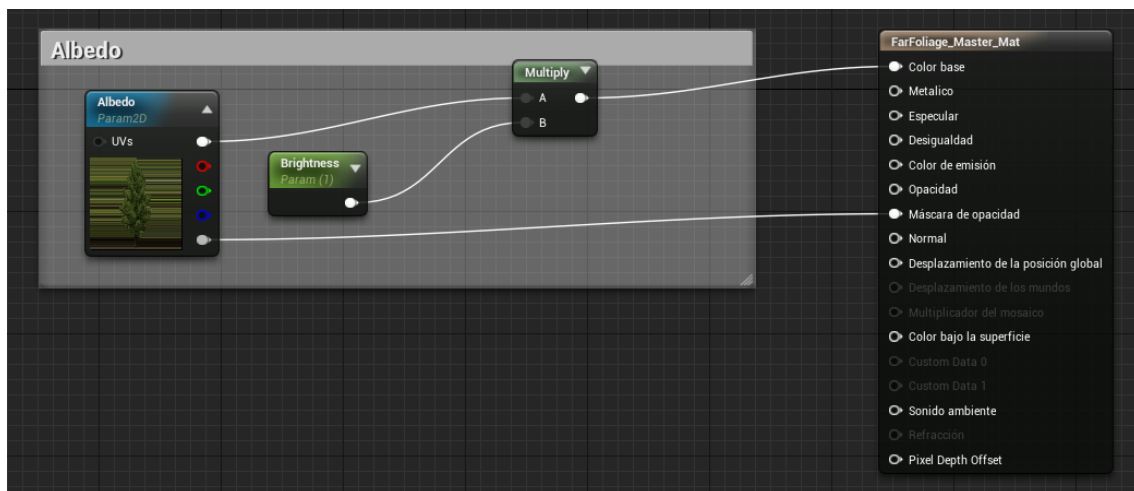 Albedo
Albedo
Param2D
UVs
Brightness
Param (1)
Multiply
A
B
FarFoliage_Master_Mat
Color base
Metalico
Especular
Desigualdad
Color de emisión
Opacidad
Máscara de opacidad
Normal
Desplazamiento de la posición global
Desplazamiento de los mundos
Multiplicador del mosaico
Color bajo la superficie
Custom Data 0
Custom Data 1
Sonido ambiente
Refracción
Pixel Depth Offset